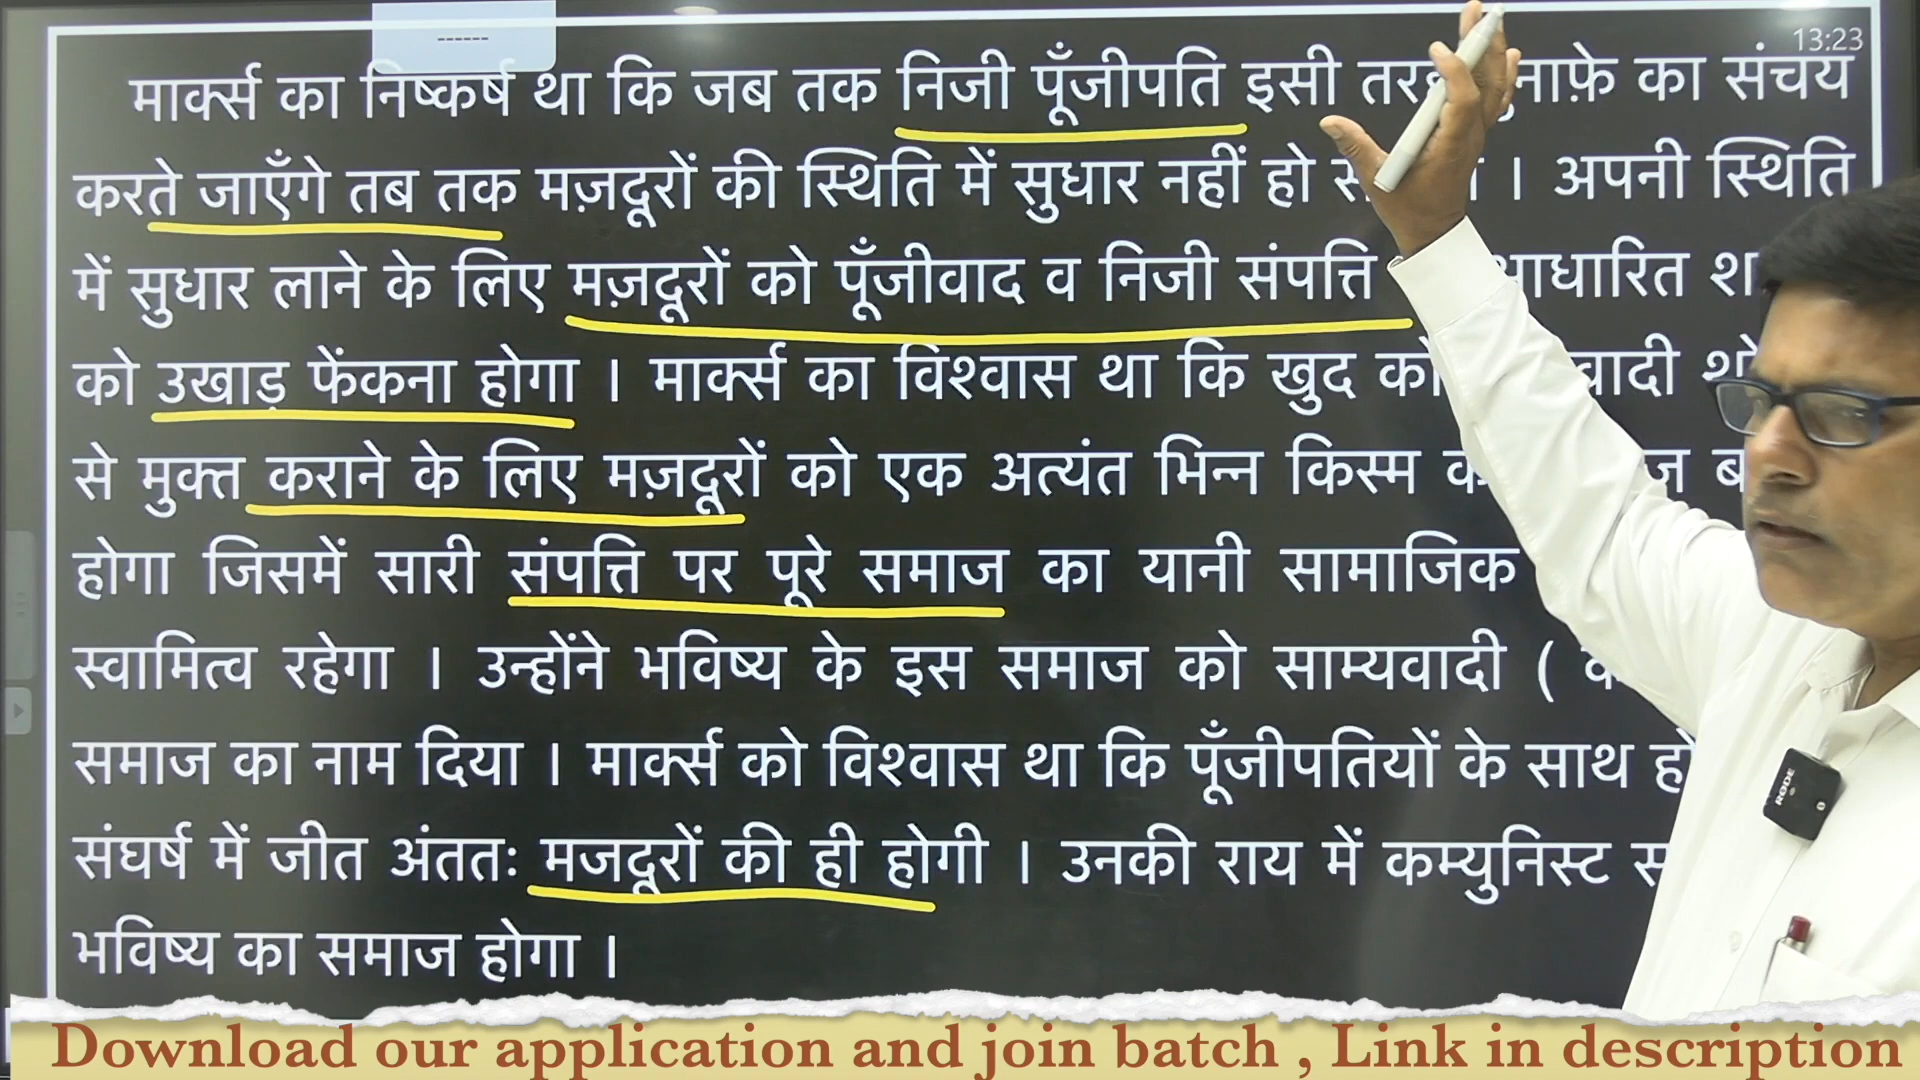 ------
13:23
मार्क्स का निष्कर्ष था कि जब तक निजी पूँजीपति इसी का संचय
करते जाएँगे तब तक मज़दूरों की स्थिति में सुधार नहीं हो । अपनी स्थिति
में सुधार लाने के लिए मज़दूरों को पूँजीवाद व निजी संपत्ति
को उखाड़ फेंकना होगा । मार्क्स का विश्वास था कि खुद को
से मुक्त कराने के लिए मज़दूरों को एक अत्यंत भिन्न किस्म
होगा जिसमें सारी संपत्ति पर पूरे समाज का यानी सामाजिक
स्वामित्व रहेगा । उन्होंने भविष्य के इस समाज को साम्यवादी (
समाज का नाम दिया । मार्क्स को विश्वास था कि पूँजीपतियों के साथ
संघर्ष में जीत अंततः मजदूरों की ही होगी । उनकी राय में कम्युनिस्ट
भविष्य का समाज होगा ।
RODE
Download our application and join batch , Link in description